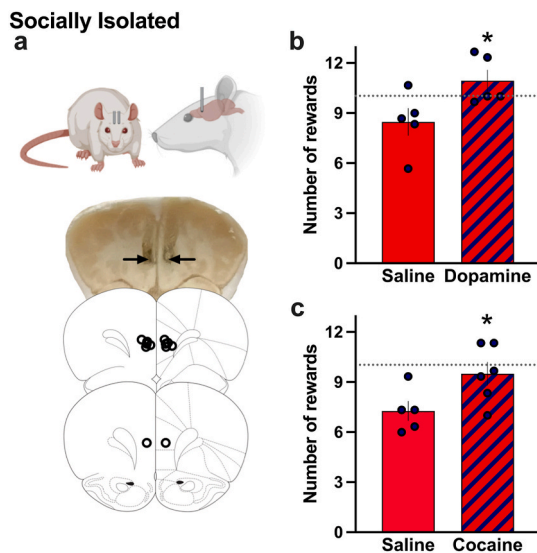 Socially Isolated
a
b
Number of rewards
12
9
6
3
0
*
Saline Dopamine
c
Number of rewards
12
9
6
3
0
*
Saline Cocaine